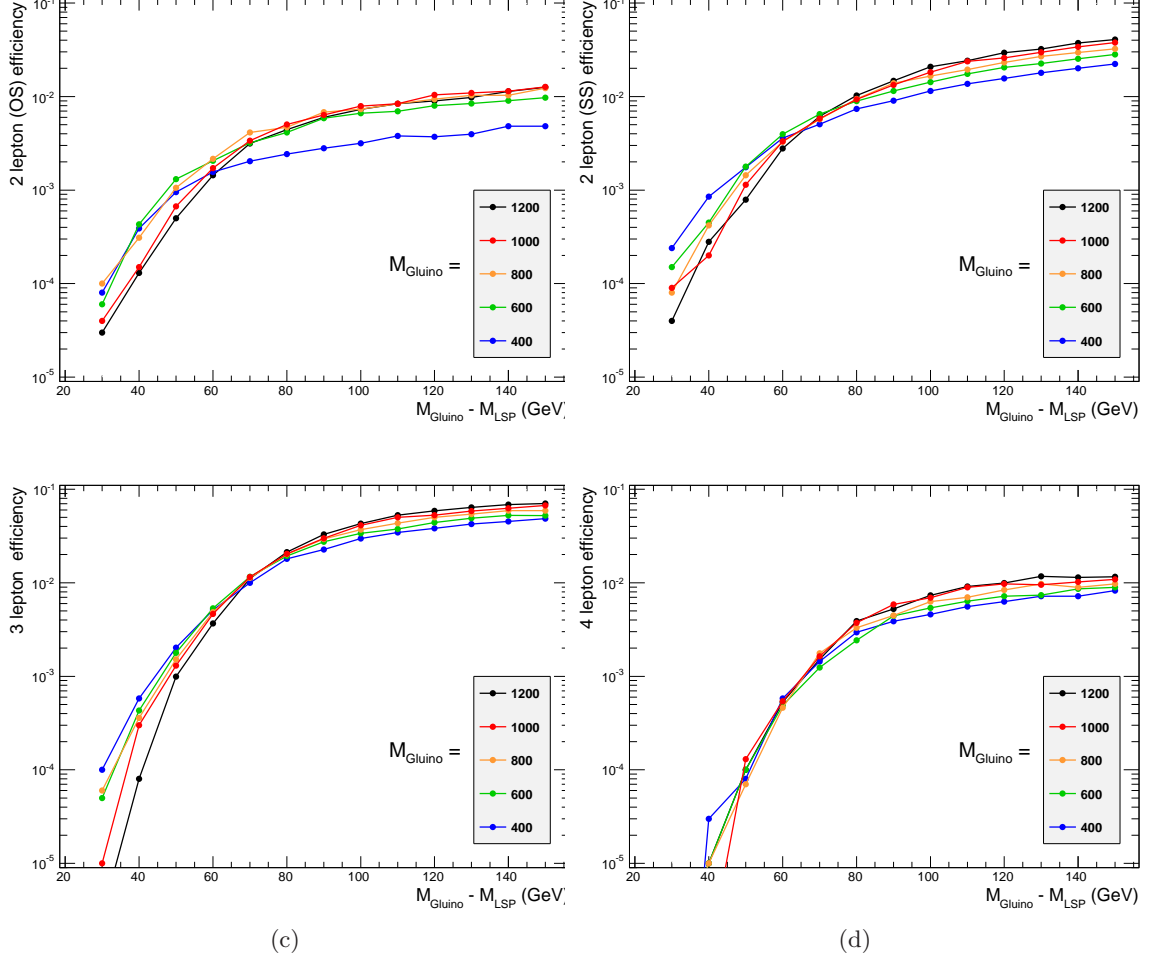 2 lepton (OS) efficiency
10^-1
10^-2
10^-3
10^-4
10^-5
20 40 60 80 100 120 140
M_Gluino - M_LSP (GeV)
M_Gluino =
1200
1000
800
600
400
2 lepton (SS) efficiency
10^-1
10^-2
10^-3
10^-4
10^-5
20 40 60 80 100 120 140
M_Gluino - M_LSP (GeV)
M_Gluino =
1200
1000
800
600
400
3 lepton efficiency
10^-1
10^-2
10^-3
10^-4
10^-5
20 40 60 80 100 120 140
M_Gluino - M_LSP (GeV)
M_Gluino =
1200
1000
800
600
400
(c)
4 lepton efficiency
10^-1
10^-2
10^-3
10^-4
10^-5
20 40 60 80 100 120 140
M_Gluino - M_LSP (GeV)
M_Gluino =
1200
1000
800
600
400
(d)